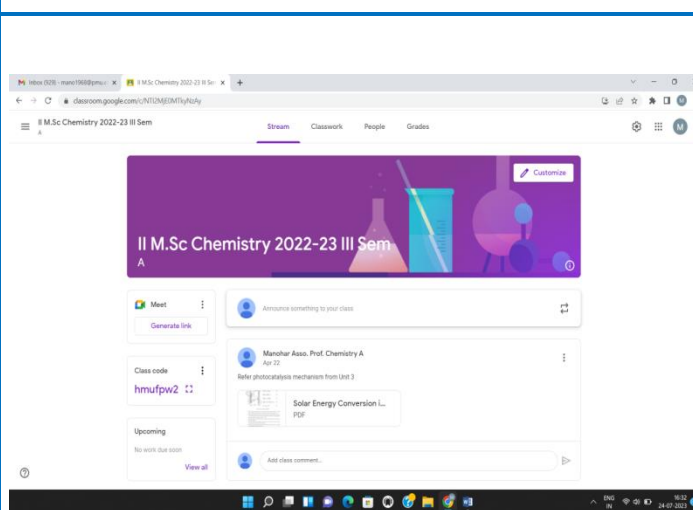 Inbox (929) - mano1968@pmu.e
II M.Sc Chemistry 2022-23 III Se
classroom.google.com/c/NTI2MjE0MTkyNzAy
II M.Sc Chemistry 2022-23 III Sem
A
Stream Classwork People Grades
M
Customize
II M.Sc Chemistry 2022-23 III Sem
A
Meet
Generate link
Announce something to your class
Class code
hmufpw2
Manohar Asso. Prof. Chemistry A
Apr 22
Refer photocatalysis mechanism from Unit 3
Solar Energy Conversion i...
PDF
Upcoming
No work due soon
View all
Add class comment...
ENG
IN
16:32
24-07-2023